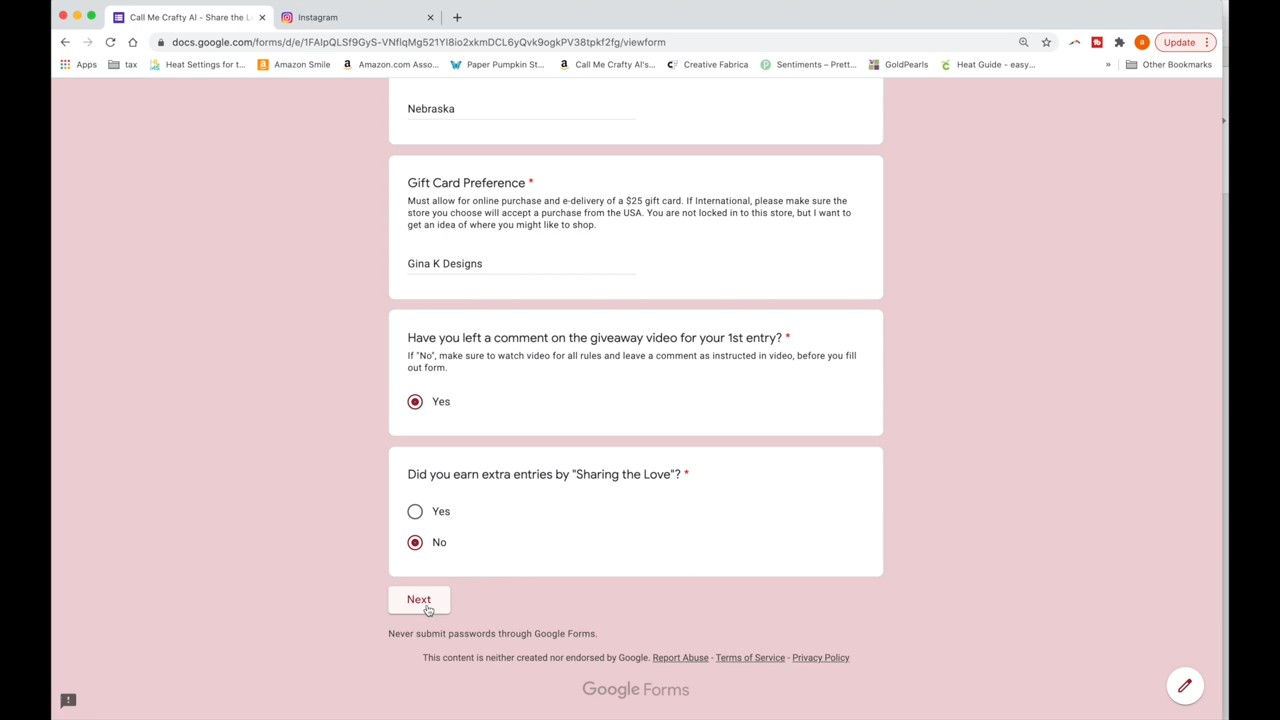 Call Me Crafty Al - Share the L
Instagram
docs.google.com/forms/d/e/1FAIpQLSf9GyS-VNflqMg521Yl8io2xkmDCL6yQvk9ogkPV38tpkf2fg/viewform
a
Update
Apps
tax
Heat Settings for t...
Amazon Smile
Amazon.com Asso...
Paper Pumpkin St...
Call Me Crafty Al's...
Creative Fabrica
Sentiments – Prett...
GoldPearls
Heat Guide - easy...
»
Other Bookmarks
Nebraska
Gift Card Preference *
Must allow for online purchase and e-delivery of a $25 gift card. If International, please make sure the
store you choose will accept a purchase from the USA. You are not locked in to this store, but I want to
get an idea of where you might like to shop.
Gina K Designs
Have you left a comment on the giveaway video for your 1st entry? *
If "No", make sure to watch video for all rules and leave a comment as instructed in video, before you fill
out form.
Yes
Did you earn extra entries by "Sharing the Love"? *
Yes
No
Next
Never submit passwords through Google Forms.
This content is neither created nor endorsed by Google. Report Abuse - Terms of Service - Privacy Policy
Google Forms